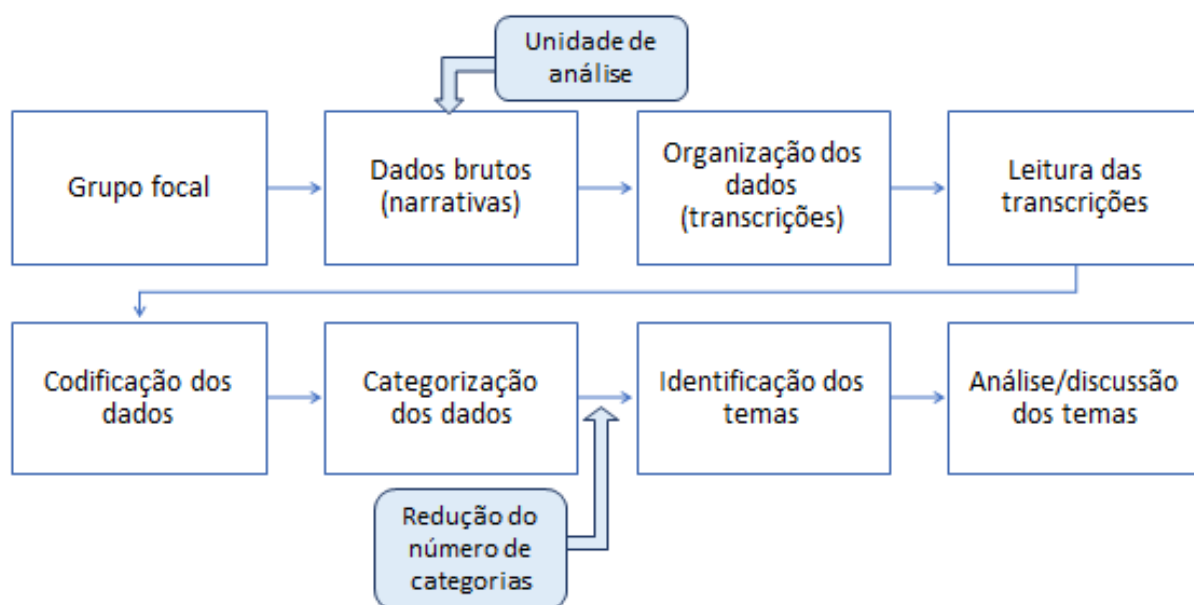 Unidade de
análise
Grupo focal
Dados brutos
(narrativas)
Organização dos
dados
(transcrições)
Leitura das
transcrições
Codificação dos
dados
Categorização
dos dados
Identificação dos
temas
Análise/discussão
dos temas
Redução do
número de
categorias